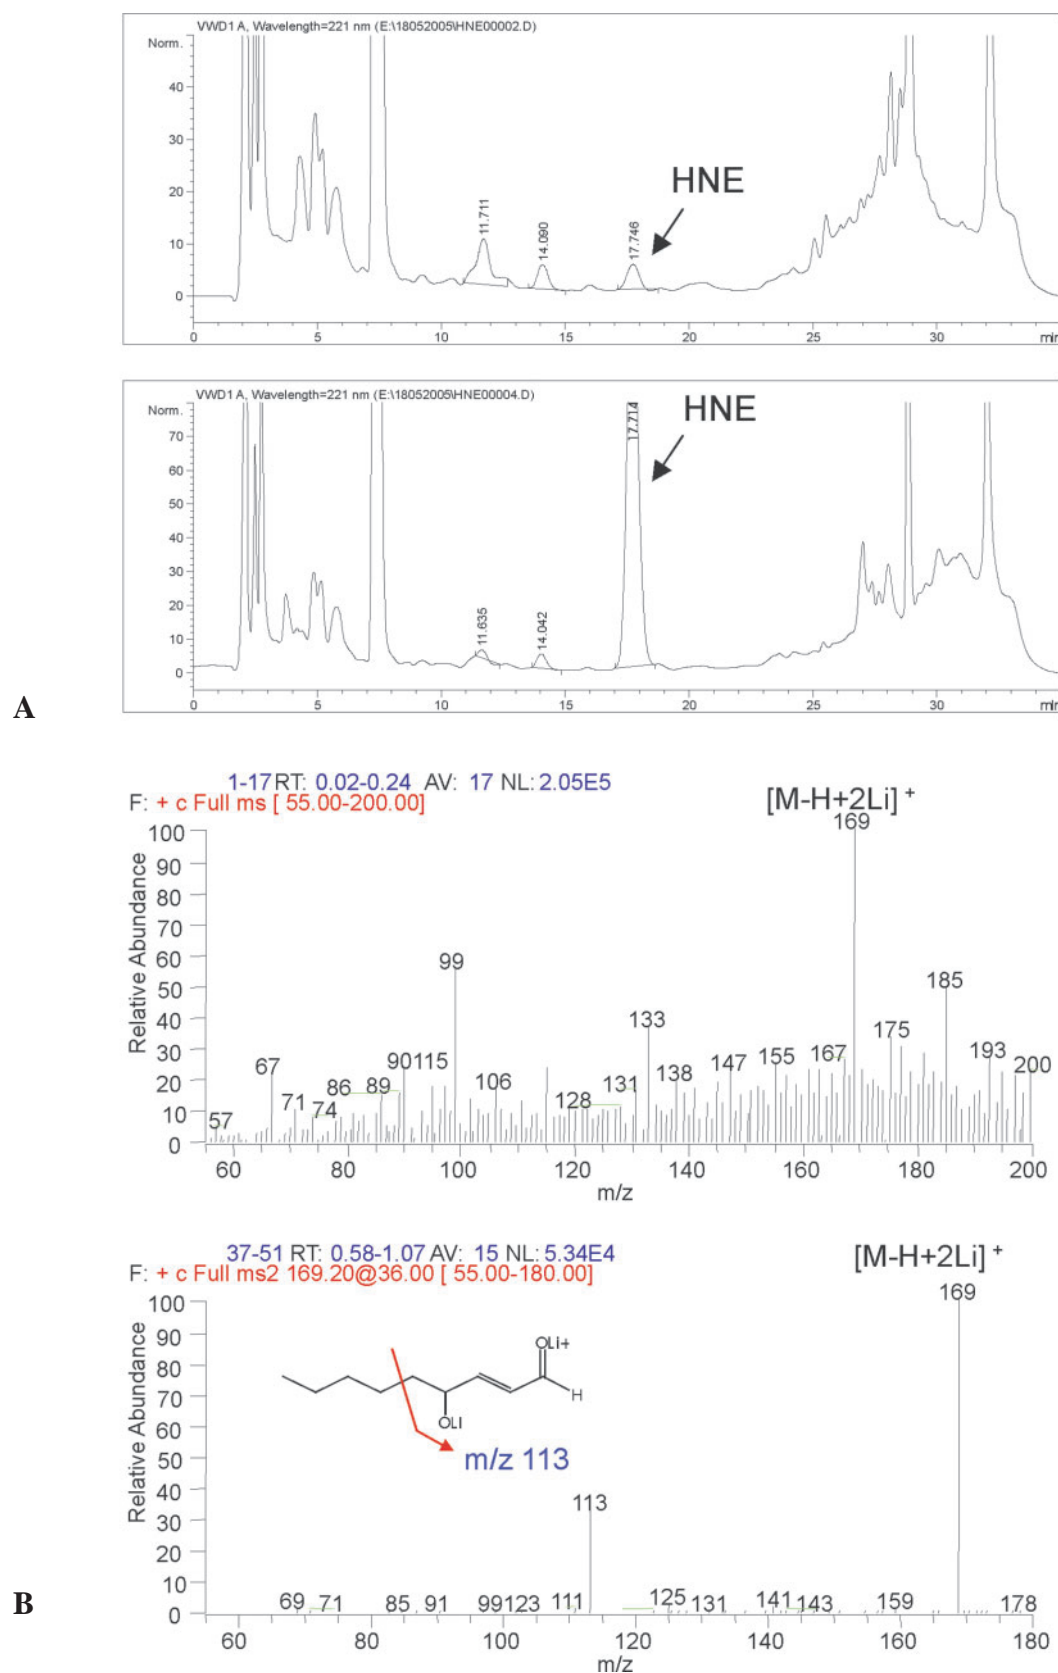 VWD1 A, Wavelength=221 nm (E:\18052005\HNE00002.D)
Norm.
HNE
40
30
20
10
0
11.711
14.090
17.746
0 5 10 15 20 25 30 min
VWD1 A, Wavelength=221 nm (E:\18052005\HNE00004.D)
Norm.
HNE
70
60
50
40
30
20
10
0
11.635
14.042
17.714
0 5 10 15 20 25 30 min
A
1-17 RT: 0.02-0.24 AV: 17 NL: 2.05E5
F: + c Full ms [ 55.00-200.00]
[M-H+2Li] +
Relative Abundance
100
90
80
70
60
50
40
30
20
10
0
57 67 71 74 86 89 90 115 99 106 128 131 133 138 147 155 167 169 175 185 193 200
60 80 100 120 140 160 180 200
m/z
37-51 RT: 0.58-1.07 AV: 15 NL: 5.34E4
F: + c Full ms2 169.20@36.00 [ 55.00-180.00]
[M-H+2Li] +
Relative Abundance
100
90
80
70
60
50
40
30
20
10
0
OLi+
H
OLI
m/z 113
69 71 85 91 99 123 111 113 125 131 141 143 159 169 178
60 80 100 120 140 160 180
m/z
B